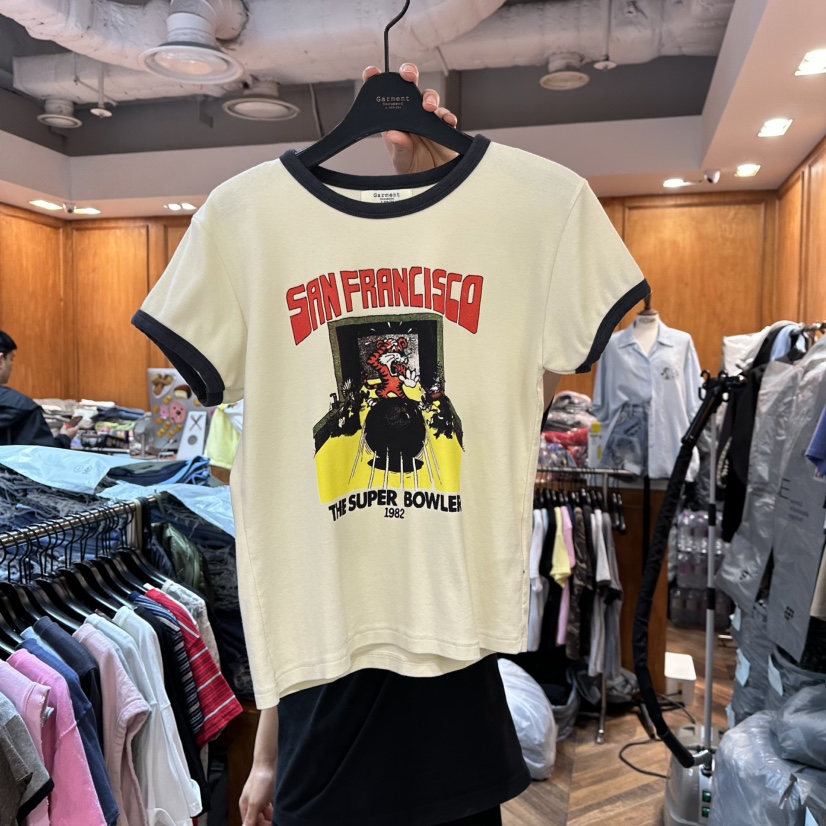 Garment
Garment
SAN FRANCISCO
THE SUPER BOWLER
1982